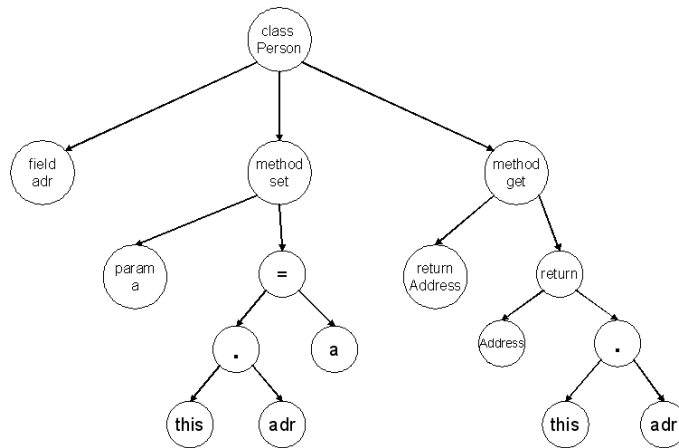 class
Person
field
adr
method
set
method
get
param
a
=
return
Address
return
.
a
Address
.
this
adr
this
adr